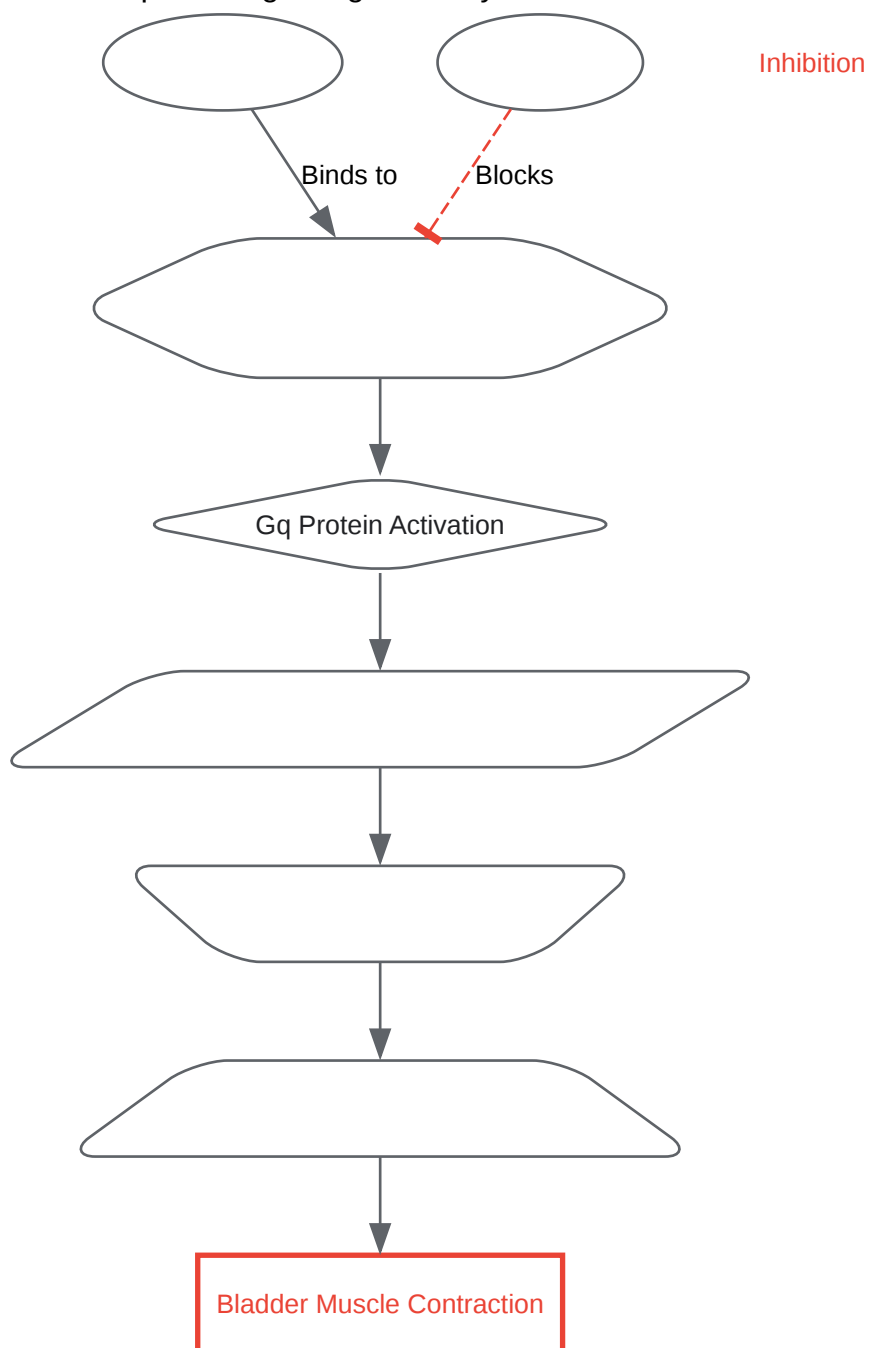 Inhibition
Binds to
Blocks
Gq Protein Activation
Bladder Muscle Contraction